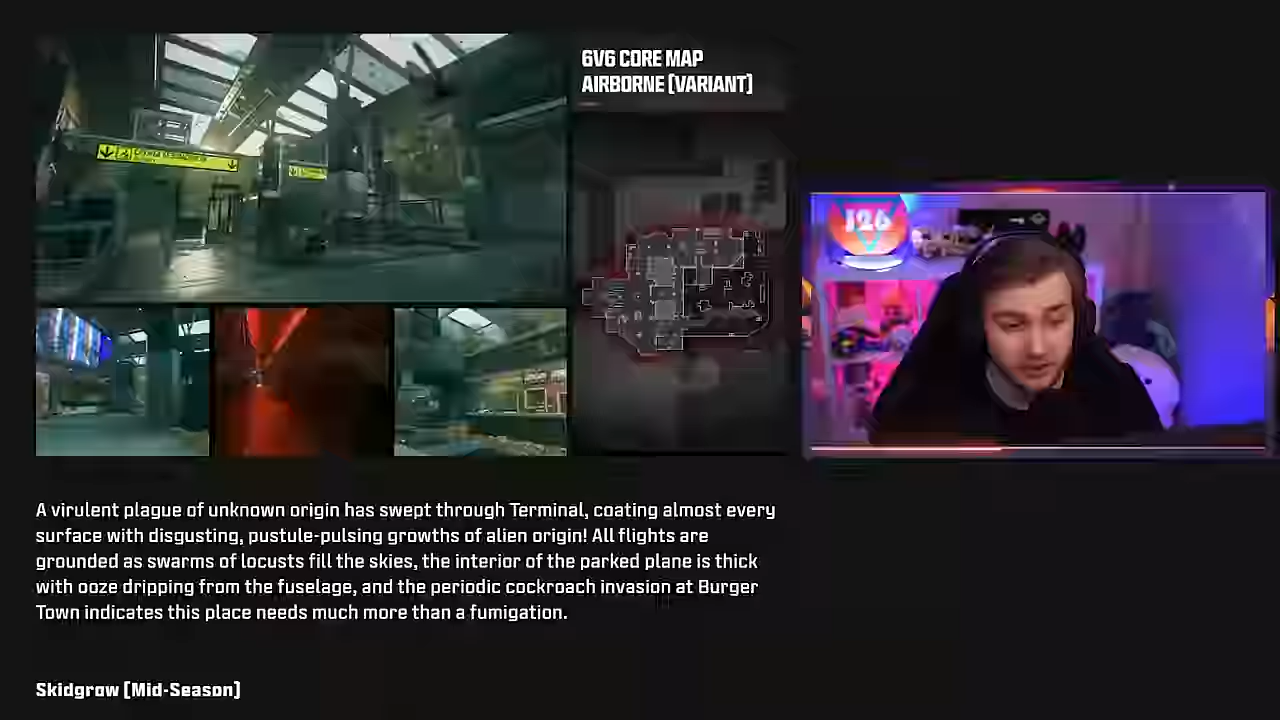 6V6 CORE MAP
AIRBORNE [VARIANT]
J26
A virulent plague of unknown origin has swept through Terminal, coating almost every
surface with disgusting, pustule-pulsing growths of alien origin! All flights are
grounded as swarms of locusts fill the skies, the interior of the parked plane is thick
with ooze dripping from the fuselage, and the periodic cockroach invasion at Burger
Town indicates this place needs much more than a fumigation.
Skidgrow [Mid-Season]